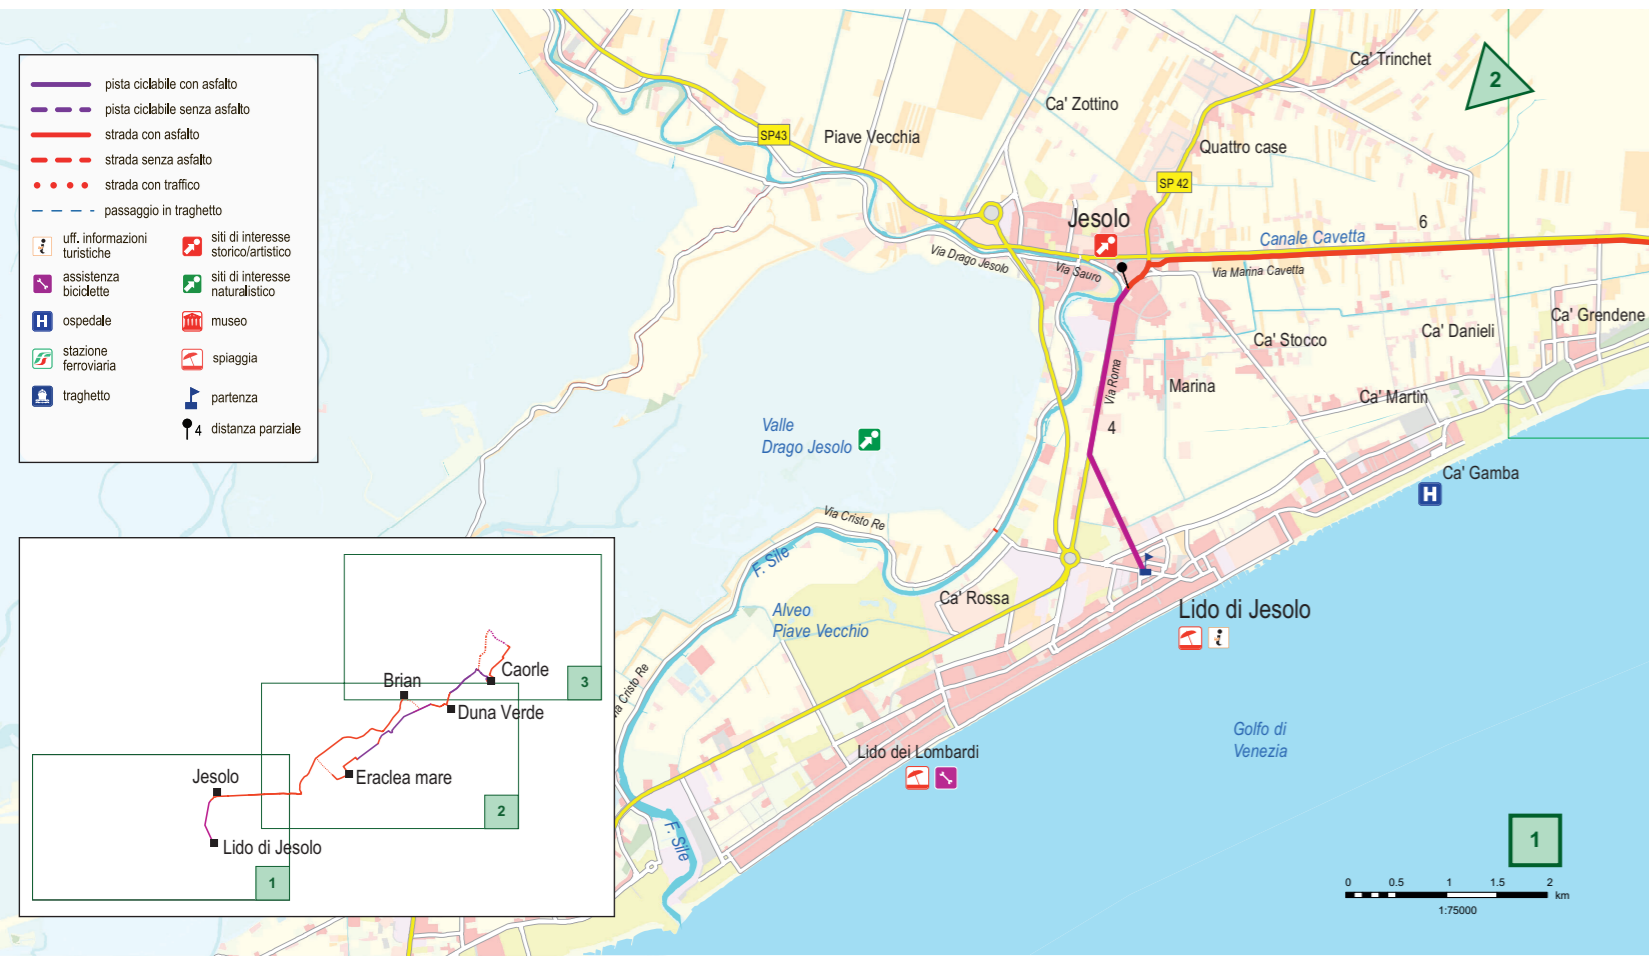 pista ciclabile con asfalto
pista ciclabile senza asfalto
strada con asfalto
strada senza asfalto
strada con traffico
passaggio in traghetto
uff. informazioni
turistiche
siti di interesse
storico/artistico
assistenza
biciclette
siti di interesse
naturalistico
H
ospedale
museo
stazione
ferroviaria
spiaggia
traghetto
partenza
4
distanza parziale
SP43
Piave Vecchia
Ca' Zottino
Ca' Trinchet
2
Quattro case
SP 42
Jesolo
6
Canale Cavetta
Via Drago Jesolo
Via Sauro
Via Marina Cavetta
Ca' Stocco
Ca' Danieli
Ca' Grendene
Via Roma
Marina
Ca' Martin
4
Valle
Drago Jesolo
Ca' Gamba
H
Via Cristo Re
F. Sile
Ca' Rossa
Alveo
Piave Vecchio
Lido di Jesolo
Via Cristo Re
Golfo di
Venezia
Lido dei Lombardi
F. Sile
Caorle
Brian
3
Duna Verde
Jesolo
Eraclea mare
2
Lido di Jesolo
1
1
0 0.5 1 1.5 2
km
1:75000